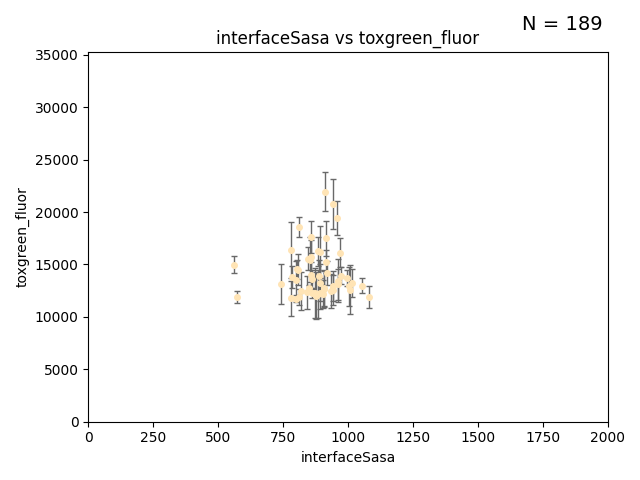 N = 189
interfaceSasa vs toxgreen_fluor
35000
30000
25000
20000
15000
10000
5000
0
toxgreen_fluor
0 250 500 750 1000 1250 1500 1750 2000
interfaceSasa